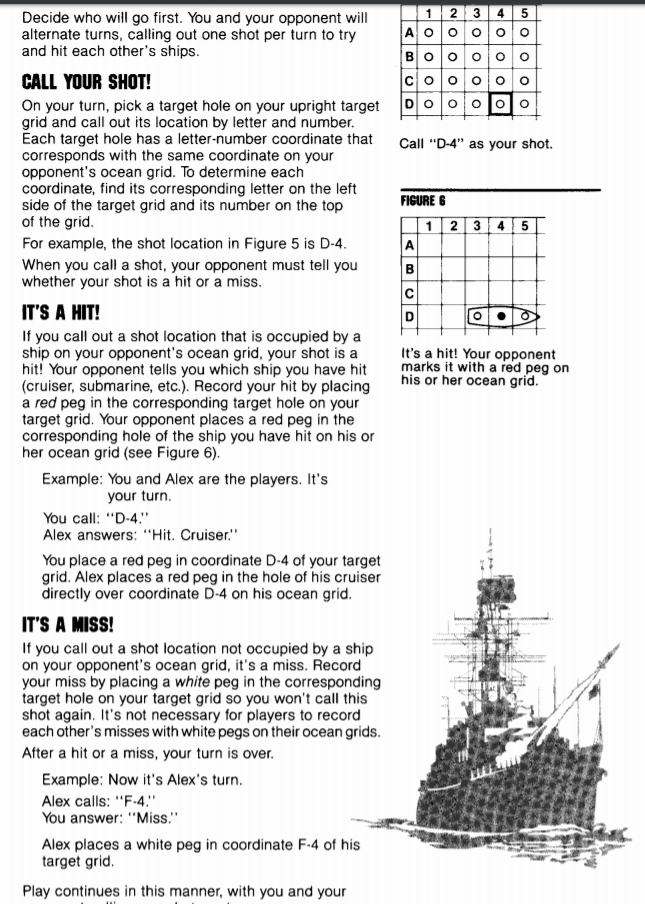 Decide who will go first. You and your opponent will
alternate turns, calling out one shot per turn to try
and hit each other's ships.
CALL YOUR SHOT!
On your turn, pick a target hole on your upright target
grid and call out its location by letter and number.
Each target hole has a letter-number coordinate that
corresponds with the same coordinate on your
opponent's ocean grid. To determine each
coordinate, find its corresponding letter on the left
side of the target grid and its number on the top
of the grid.
For example, the shot location in Figure 5 is D-4.
When you call a shot, your opponent must tell you
whether your shot is a hit or a miss.
IT'S A HIT!
If you call out a shot location that is occupied by a
ship on your opponent's ocean grid, your shot is a
hit! Your opponent tells you which ship you have hit
(cruiser, submarine, etc.). Record your hit by placing
a red peg in the corresponding target hole on your
target grid. Your opponent places a red peg in the
corresponding hole of the ship you have hit on his or
her ocean grid (see Figure 6).
Example: You and Alex are the players. It's
your turn.
You call: "D-4."
Alex answers: "Hit. Cruiser."
You place a red peg in coordinate D-4 of your target
grid. Alex places a red peg in the hole of his cruiser
directly over coordinate D-4 on his ocean grid.
IT'S A MISS!
If you call out a shot location not occupied by a ship
on your opponent's ocean grid, it's a miss. Record
your miss by placing a white peg in the corresponding
target hole on your target grid so you won't call this
shot again. It's not necessary for players to record
each other's misses with white pegs on their ocean grids.
After a hit or a miss, your turn is over.
Example: Now it's Alex's turn.
Alex calls: "F-4."
You answer: "Miss."
Alex places a white peg in coordinate F-4 of his
target grid.
Play continues in this manner, with you and your
1 2 3 4 5
A
B
C
D
Call "D-4" as your shot.
FIGURE 6
1 2 3 4 5
A
B
C
D
It's a hit! Your opponent
marks it with a red peg on
his or her ocean grid.